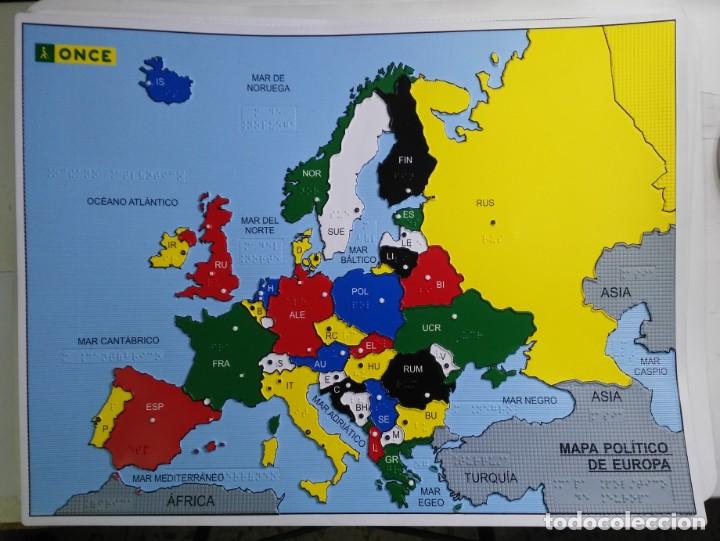 ONCE
MAR DE
NORUEGA
IS
FIN
NOR
RUS
OCÉANO ATLÁNTICO
ES
MAR DEL
NORTE
SUE
LE
IR
D
MAR
BÁLTICO
LI
RU
BI
H
POL
ASIA
B
ALE
UCR
RC
MAR CANTÁBRICO
EL
V
MAR
CASPIO
FRA
S
AU
HU
RUM
E
IT
C
ASIA
MAR NEGRO
ESP
P
MAR ADRIÁTICO
BH
SE
BU
M
MAPA POLÍTICO
DE EUROPA
L
GR
MAR MEDITERRÁNEO
TURQUÍA
ÁFRICA
MAR
EGEO
todocoleccion